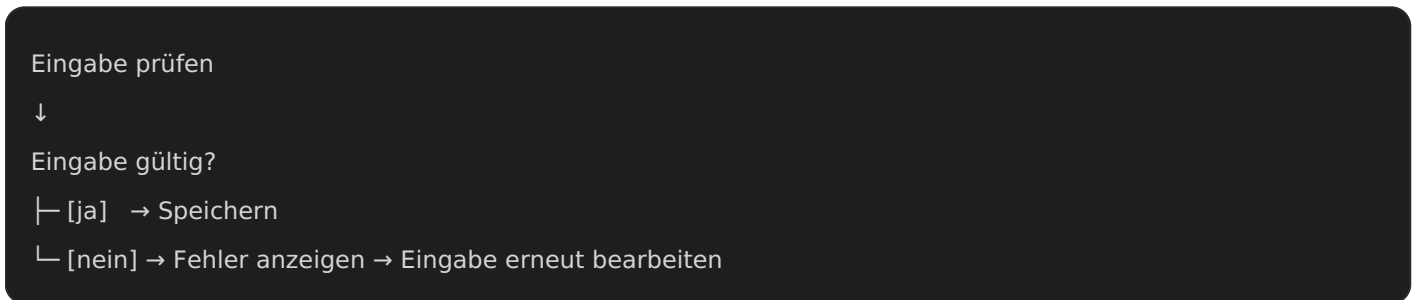 Eingabe prüfen
↓
Eingabe gültig?
├─ [ja]   → Speichern
└─ [nein] → Fehler anzeigen → Eingabe erneut bearbeiten